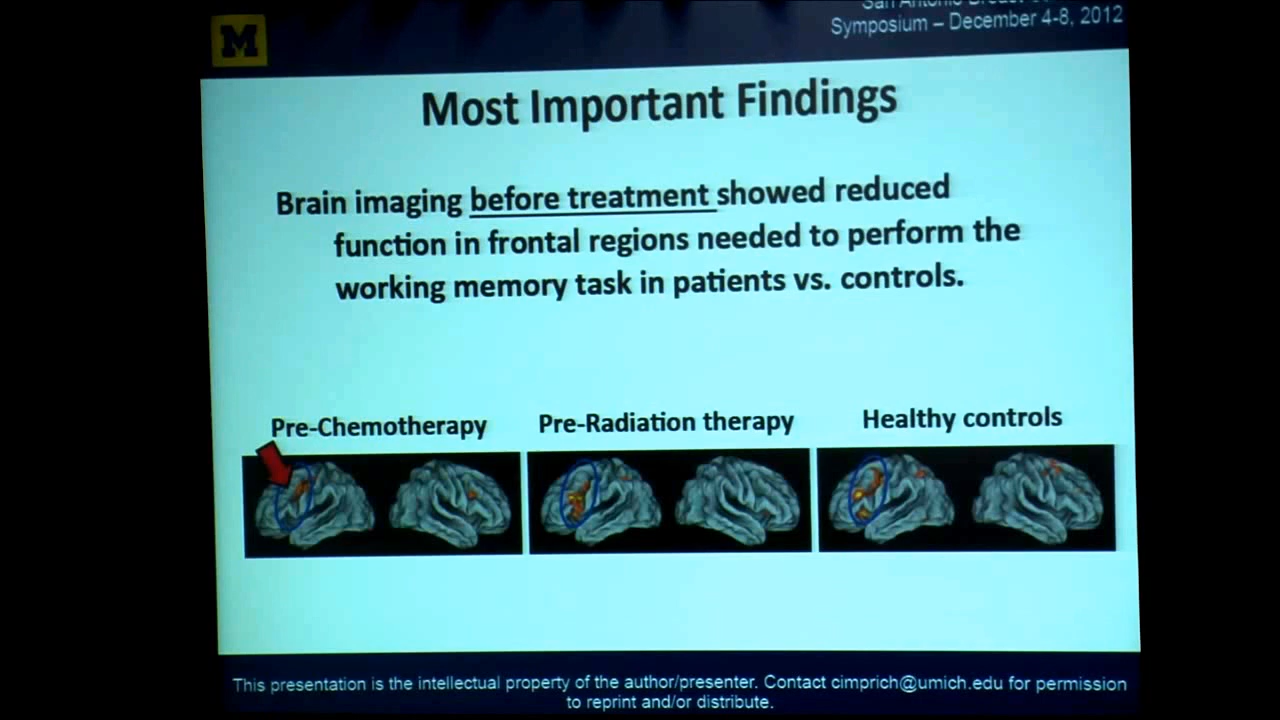 M
San Antonio Breast
Symposium – December 4-8, 2012
Most Important Findings
Brain imaging before treatment showed reduced
function in frontal regions needed to perform the
working memory task in patients vs. controls.
Pre-Chemotherapy
Pre-Radiation therapy
Healthy controls
This presentation is the intellectual property of the author/presenter. Contact cimprich@umich.edu for permission
to reprint and/or distribute.